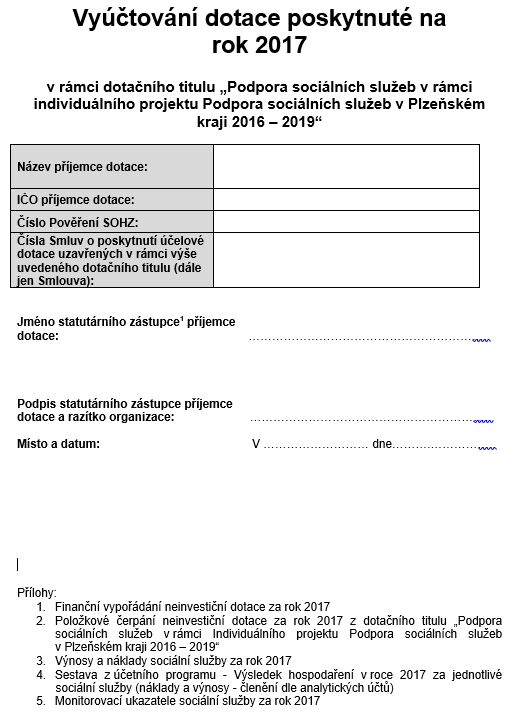 Vyúčtování dotace poskytnuté na
rok 2017
v rámci dotačního titulu „Podpora sociálních služeb v rámci
individuálního projektu Podpora sociálních služeb v Plzeňském
kraji 2016 – 2019“
Název příjemce dotace:
IČO příjemce dotace:
Číslo Pověření SOHZ:
Čísla Smluv o poskytnutí účelové
dotace uzavřených v rámci výše
uvedeného dotačního titulu (dále
jen Smlouva):
Jméno statutárního zástupce¹ příjemce
dotace: ……………………………………………………
Podpis statutárního zástupce příjemce
dotace a razítko organizace: ……………………………………………………
Místo a datum: V ……………………… dne……………………
Přílohy:
1. Finanční vypořádání neinvestiční dotace za rok 2017
2. Položkové čerpání neinvestiční dotace za rok 2017 z dotačního titulu „Podpora
sociálních služeb v rámci Individuálního projektu Podpora sociálních služeb
v Plzeňském kraji 2016 – 2019“
3. Výnosy a náklady sociální služby za rok 2017
4. Sestava z účetního programu - Výsledek hospodaření v roce 2017 za jednotlivé
sociální služby (náklady a výnosy - členění dle analytických účtů)
5. Monitorovací ukazatele sociální služby za rok 2017